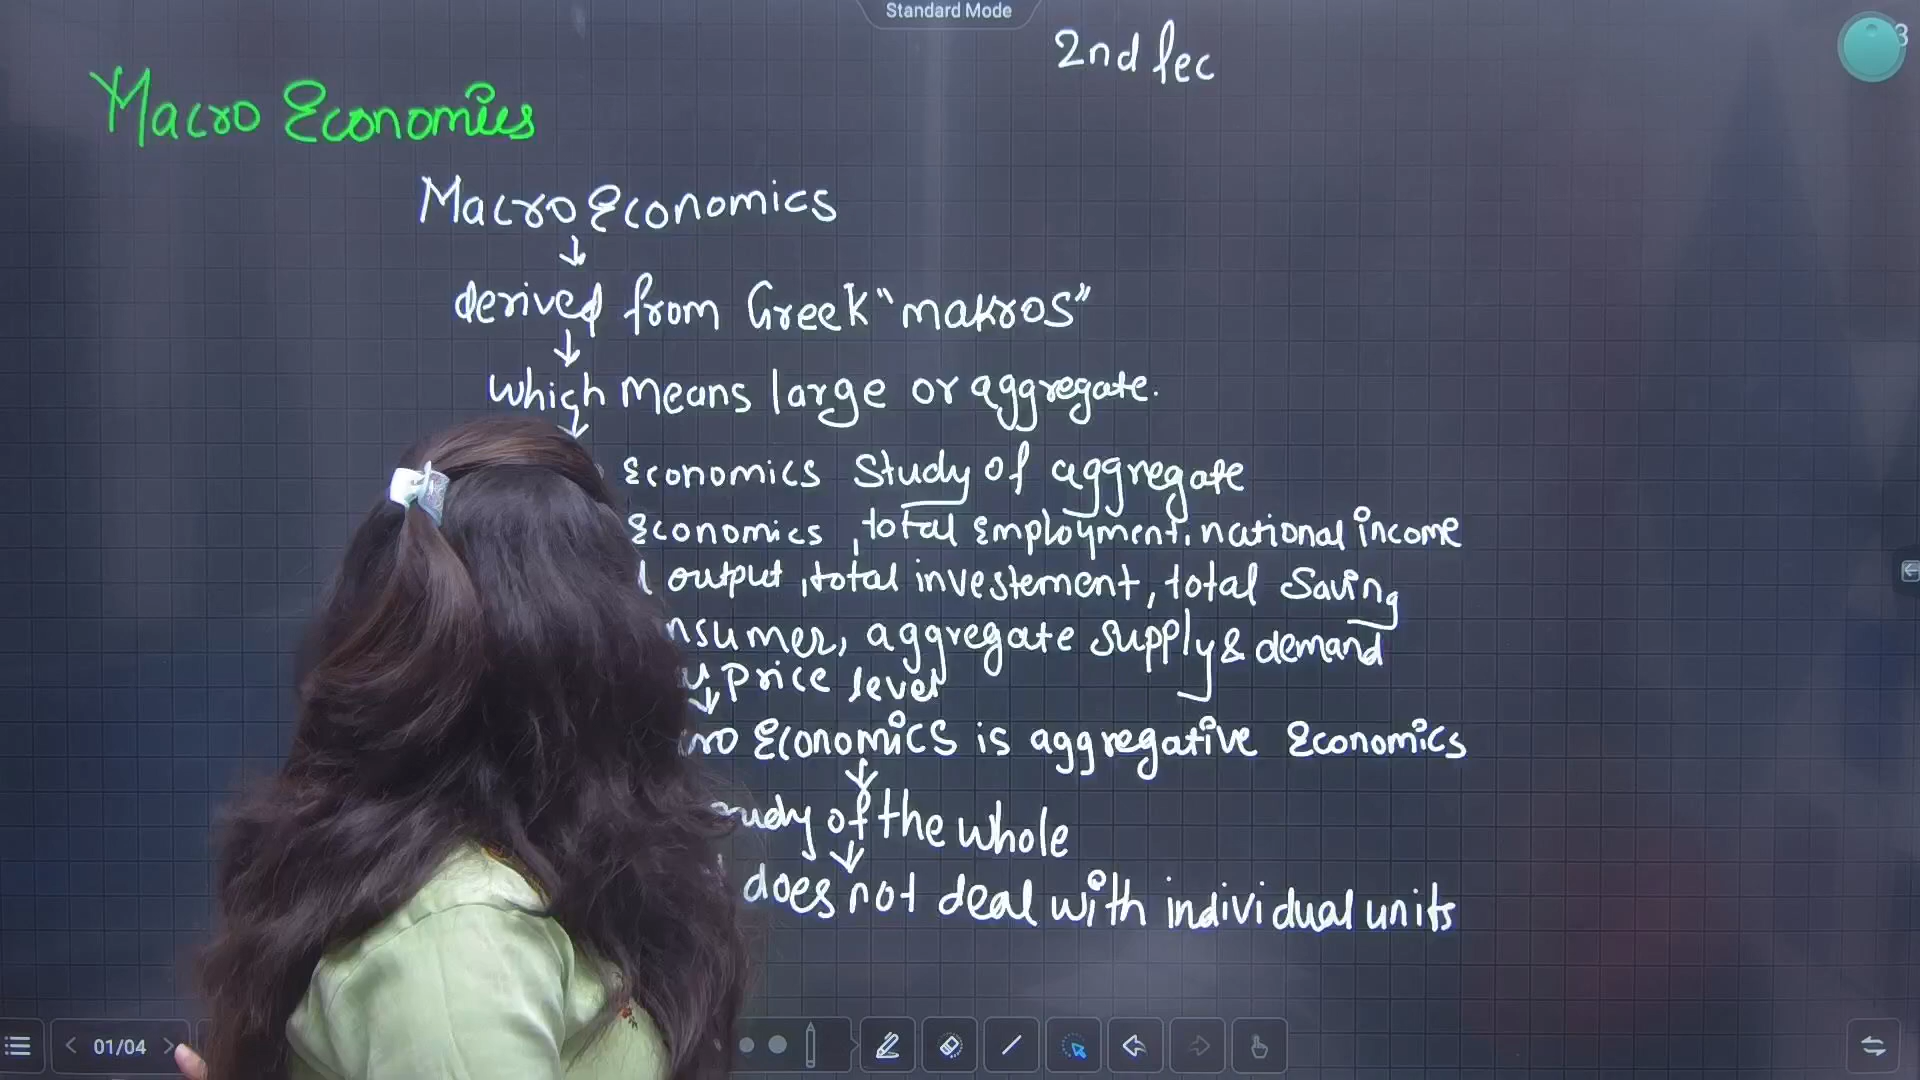 Standard Mode
2nd lec
3
Macro Economics
Macro Economics
derived from Greek "makros"
which means large or aggregate.
Economics Study of aggregate
Economics, total Employment, national income
output, total investement, total saving
aggregate supply & demand
Price level
Economics is aggregative Economics
of the whole
does not deal with individual units
01/04